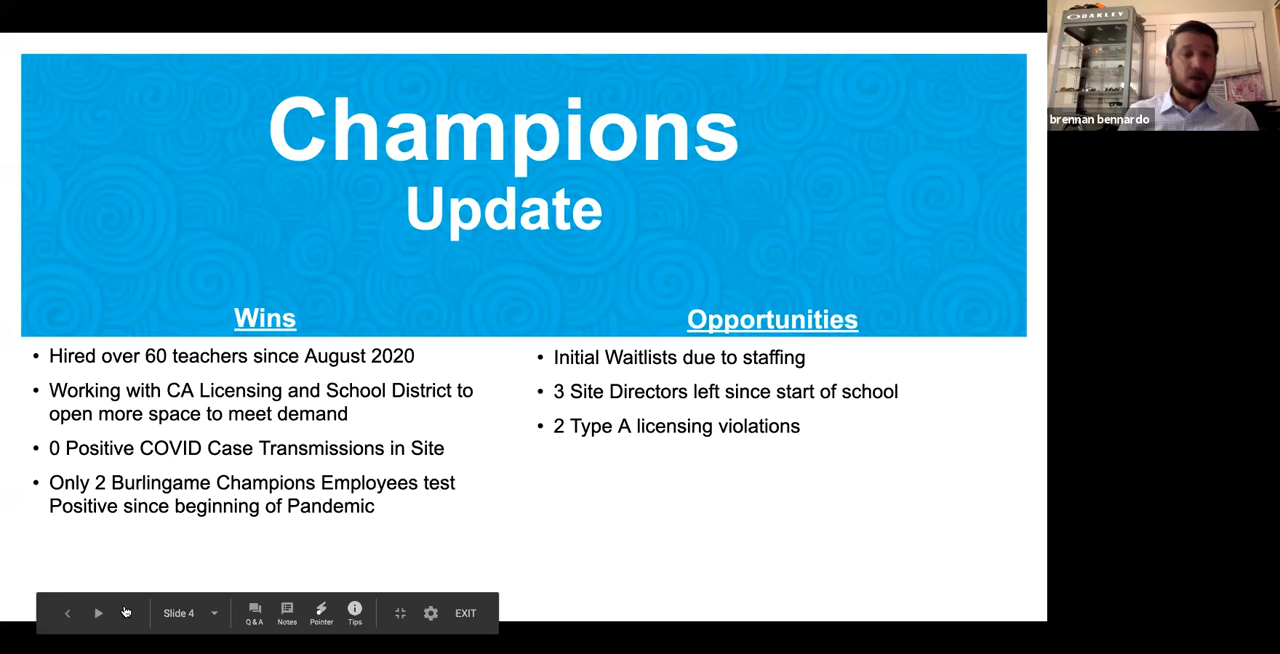 Champions
Update
Wins
Opportunities
• Hired over 60 teachers since August 2020
• Working with CA Licensing and School District to
open more space to meet demand
• 0 Positive COVID Case Transmissions in Site
• Only 2 Burlingame Champions Employees test
Positive since beginning of Pandemic
• Initial Waitlists due to staffing
• 3 Site Directors left since start of school
• 2 Type A licensing violations
Slide 4
Q & A
Notes
Pointer
Tips
EXIT
OAKLEY
brennan bennardo